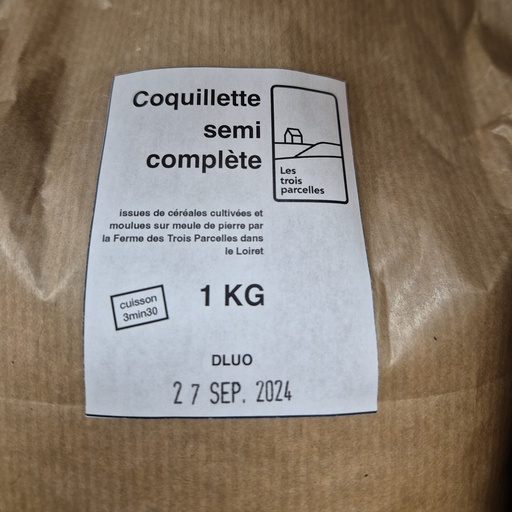 Coquillette
semi
complète
Les
trois
parcelles
issues de céréales cultivées et
moulues sur meule de pierre par
la Ferme des Trois Parcelles dans
le Loiret
cuisson
3min30
1 KG
DLUO
27 SEP. 2024